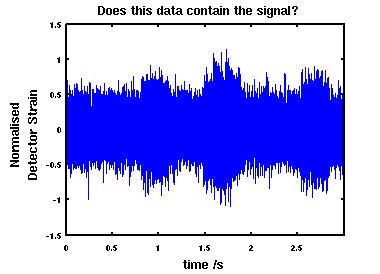 Does this data contain the signal?
1.5
1
0.5
0
-0.5
-1
-1.5
Normalised
Detector Strain
0 0.5 1 1.5 2 2.5
time /s